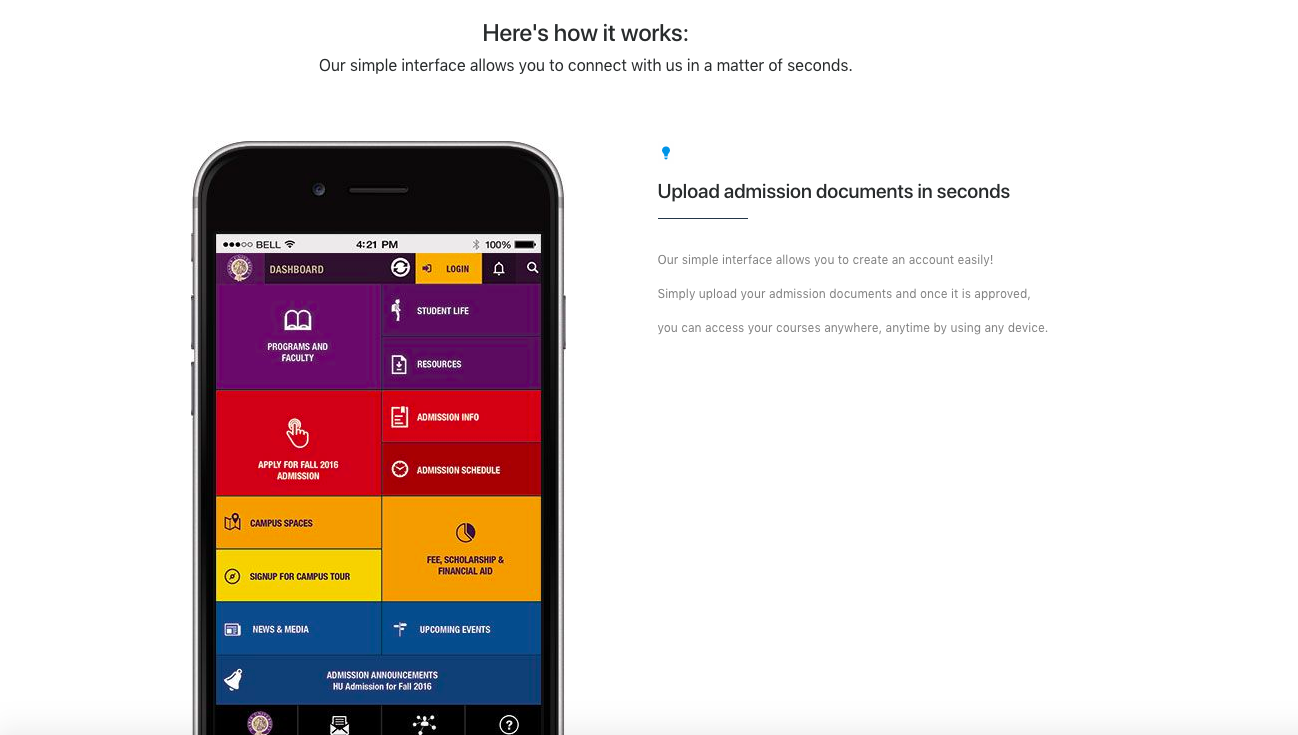 Here's how it works:
Our simple interface allows you to connect with us in a matter of seconds.
Upload admission documents in seconds
Our simple interface allows you to create an account easily!
Simply upload your admission documents and once it is approved,
you can access your courses anywhere, anytime by using any device.
BELL 4:21 PM 100%
DASHBOARD LOGIN
PROGRAMS AND
FACULTY
STUDENT LIFE
RESOURCES
APPLY FOR FALL 2016
ADMISSION
ADMISSION INFO
ADMISSION SCHEDULE
CAMPUS SPACES
SIGNUP FOR CAMPUS TOUR
FEE, SCHOLARSHIP &
FINANCIAL AID
NEWS & MEDIA
UPCOMING EVENTS
ADMISSION ANNOUNCEMENTS
HU Admission for Fall 2016
?